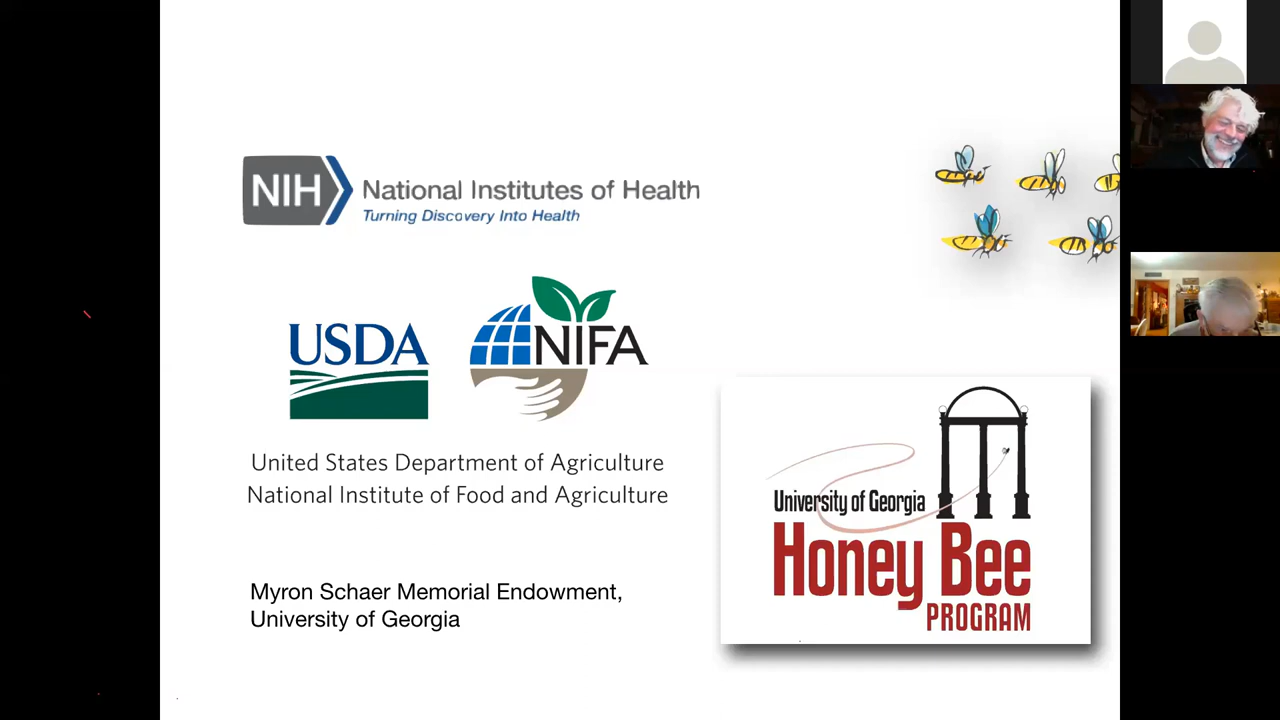 NIH National Institutes of Health
Turning Discovery Into Health
USDA NIFA
United States Department of Agriculture
National Institute of Food and Agriculture
Myron Schaer Memorial Endowment,
University of Georgia
University of Georgia
Honey Bee
PROGRAM